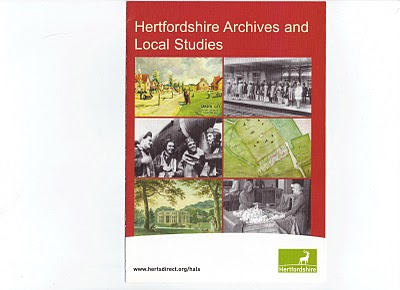 Hertfordshire Archives and
Local Studies
www.hertsdirect.org/hals
Hertfordshire